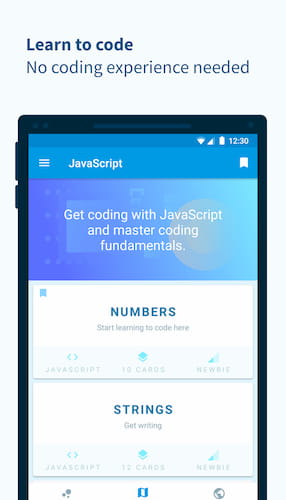 Learn to code
No coding experience needed
12:30
JavaScript
Get coding with JavaScript
and master coding
fundamentals.
NUMBERS
Start learning to code here
JAVASCRIPT 10 CARDS NEWBIE
STRINGS
Get writing
JAVASCRIPT 12 CARDS NEWBIE